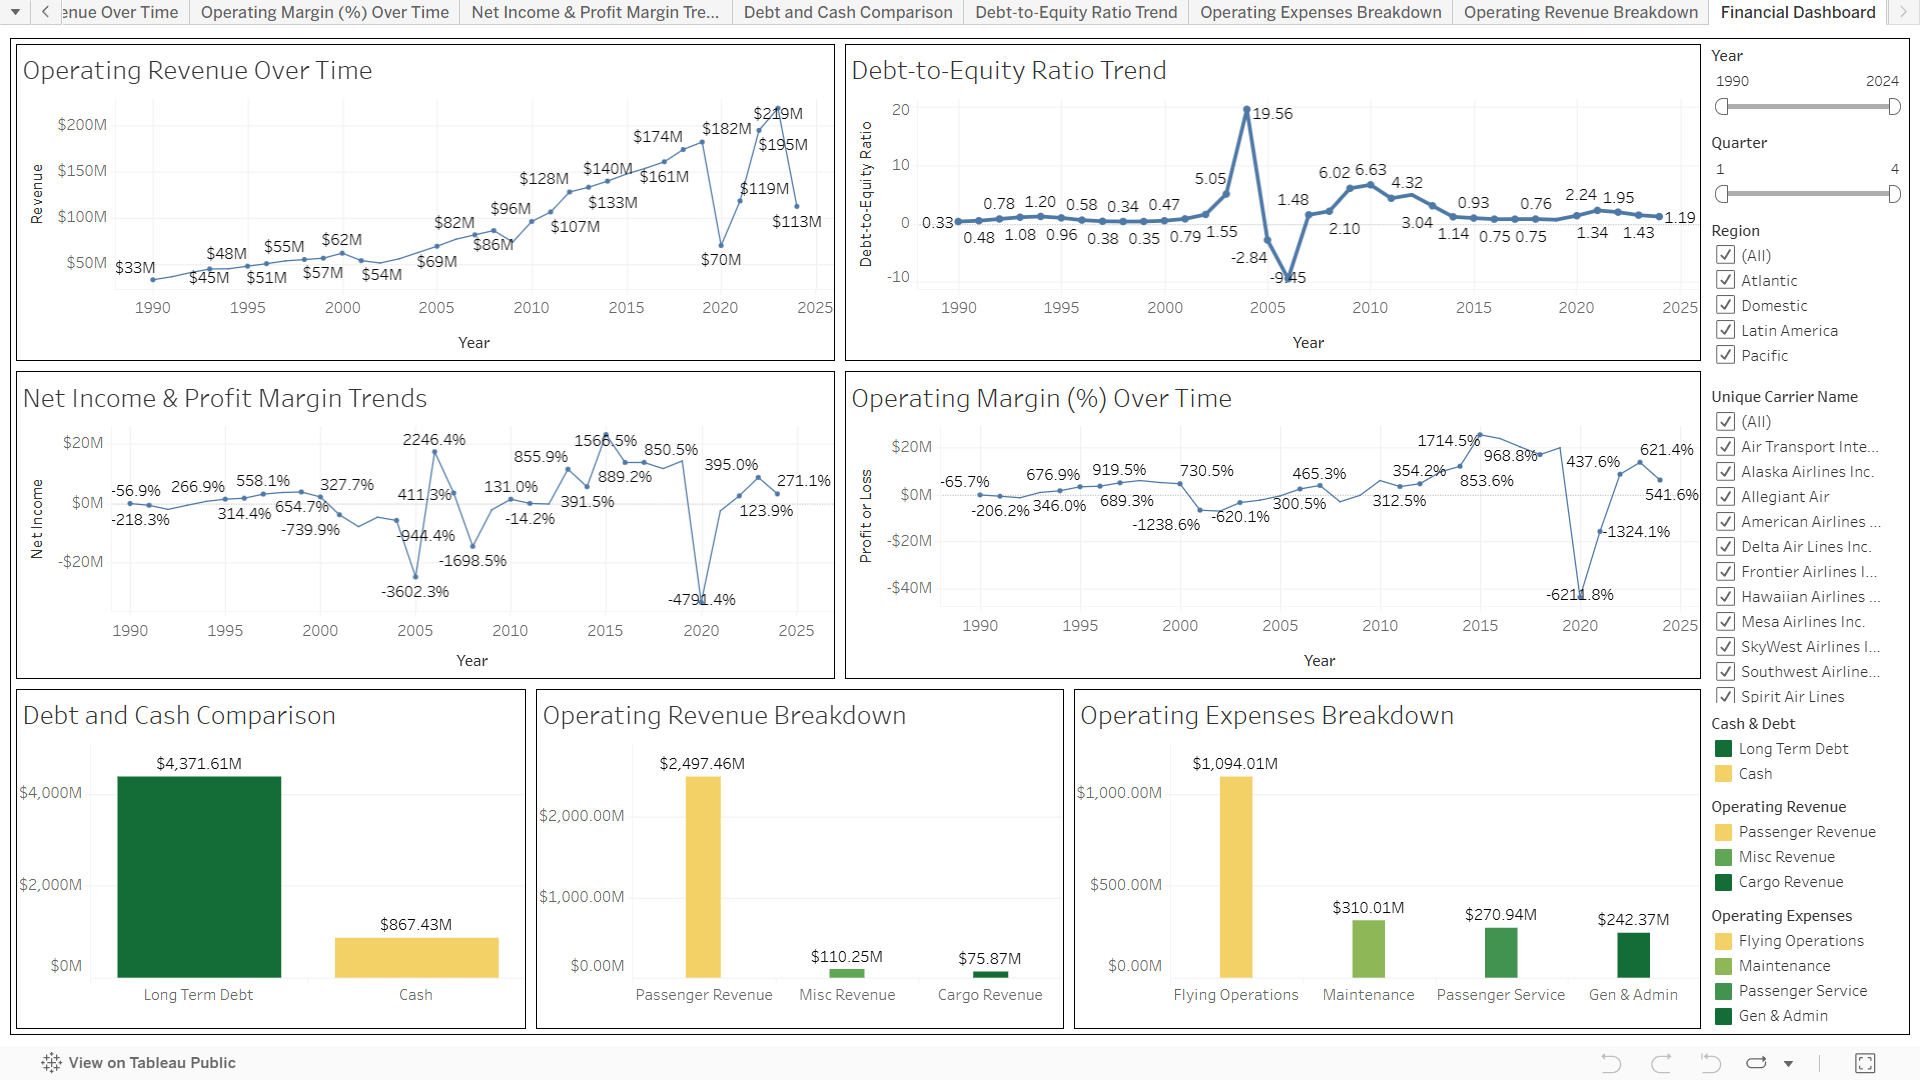 enue Over Time
Operating Margin (%) Over Time
Net Income & Profit Margin Tre...
Debt and Cash Comparison
Debt-to-Equity Ratio Trend
Operating Expenses Breakdown
Operating Revenue Breakdown
Financial Dashboard
Operating Revenue Over Time
Revenue
$200M
$150M
$100M
$50M
$33M
$45M
$48M
$51M
$55M
$57M
$62M
$54M
$69M
$82M
$86M
$96M
$107M
$128M
$133M
$140M
$161M
$174M
$182M
$70M
$119M
$195M
$219M
$113M
1990
1995
2000
2005
2010
2015
2020
2025
Year
Debt-to-Equity Ratio Trend
Debt-to-Equity Ratio
20
10
0
-10
0.33
0.48
0.78
1.08
1.20
0.96
0.58
0.38
0.34
0.35
0.47
0.79
1.55
5.05
19.56
-2.84
-9.45
1.48
2.10
6.02
6.63
4.32
3.04
1.14
0.93
0.75
0.75
0.76
1.34
2.24
1.95
1.43
1.19
1990
1995
2000
2005
2010
2015
2020
2025
Year
Net Income & Profit Margin Trends
Net Income
$20M
$0M
-$20M
-56.9%
-218.3%
266.9%
314.4%
558.1%
654.7%
327.7%
-739.9%
-944.4%
-3602.3%
2246.4%
411.3%
-1698.5%
131.0%
-14.2%
855.9%
391.5%
1566.5%
889.2%
850.5%
-4791.4%
395.0%
123.9%
271.1%
1990
1995
2000
2005
2010
2015
2020
2025
Year
Operating Margin (%) Over Time
Profit or Loss
$20M
$0M
-$20M
-$40M
-65.7%
-206.2%
676.9%
346.0%
919.5%
689.3%
730.5%
-1238.6%
-620.1%
300.5%
465.3%
312.5%
354.2%
853.6%
1714.5%
968.8%
-6211.8%
-1324.1%
437.6%
621.4%
541.6%
1990
1995
2000
2005
2010
2015
2020
2025
Year
Debt and Cash Comparison
$4,000M
$2,000M
$0M
$4,371.61M
$867.43M
Long Term Debt
Cash
Operating Revenue Breakdown
$2,000.00M
$1,000.00M
$0.00M
$2,497.46M
$110.25M
$75.87M
Passenger Revenue
Misc Revenue
Cargo Revenue
Operating Expenses Breakdown
$1,000.00M
$500.00M
$0.00M
$1,094.01M
$310.01M
$270.94M
$242.37M
Flying Operations
Maintenance
Passenger Service
Gen & Admin
Year
1990
2024
Quarter
1
4
Region
(All)
Atlantic
Domestic
Latin America
Pacific
Unique Carrier Name
(All)
Air Transport Inte...
Alaska Airlines Inc.
Allegiant Air
American Airlines ...
Delta Air Lines Inc.
Frontier Airlines I...
Hawaiian Airlines ...
Mesa Airlines Inc.
SkyWest Airlines I...
Southwest Airline...
Spirit Air Lines
Cash & Debt
Long Term Debt
Cash
Operating Revenue
Passenger Revenue
Misc Revenue
Cargo Revenue
Operating Expenses
Flying Operations
Maintenance
Passenger Service
Gen & Admin
View on Tableau Public